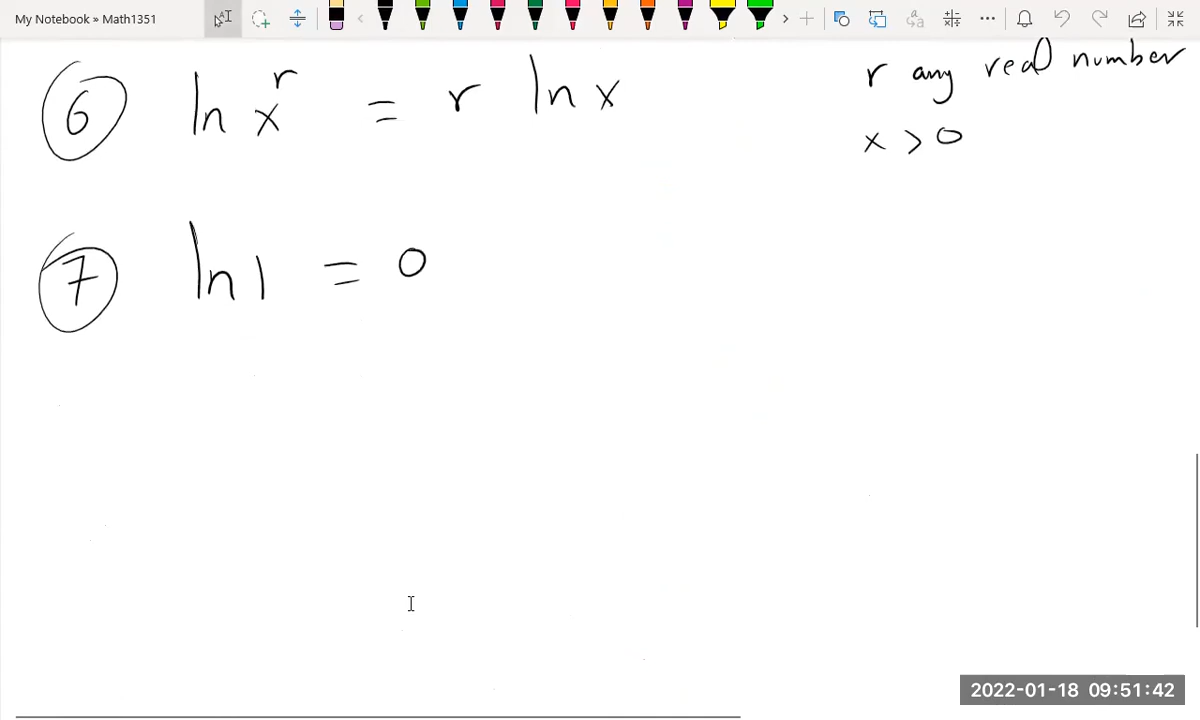 My Notebook » Math1351
r any real number
⑥ ln x^r = r ln x
x > 0
⑦ ln 1 = 0
2022-01-18 09:51:42